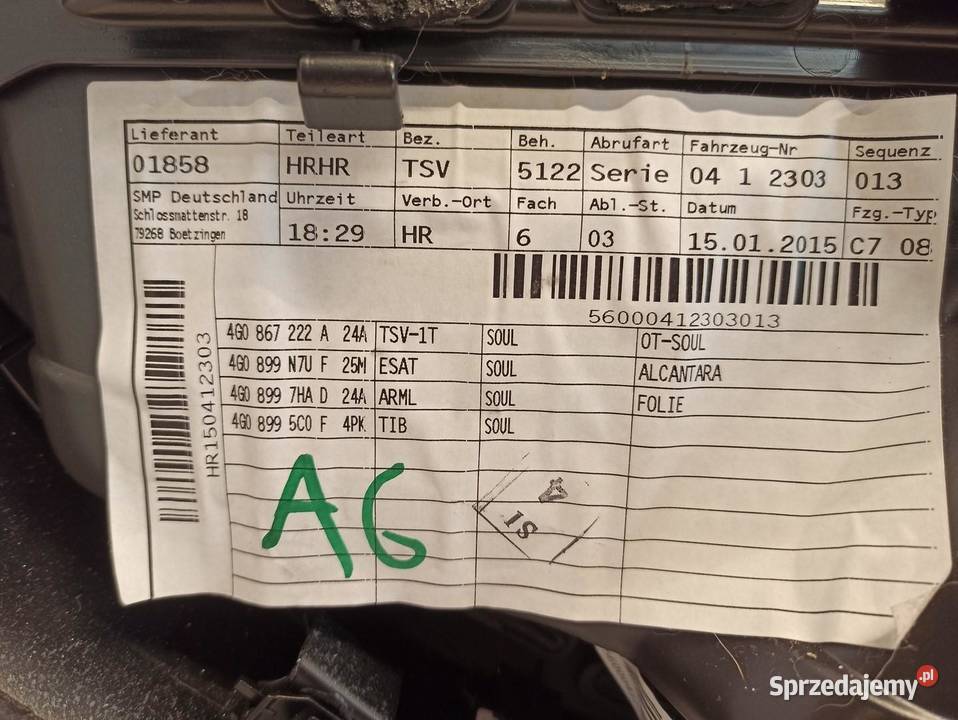 Lieferant Teileart Bez. Beh. Abrufart Fahrzeug-Nr Sequenz
01858 HRHR TSV 5122 Serie 04 1 2303 013
SMP Deutschland Uhrzeit Verb.-Ort Fach Abl.-St. Datum Fzg.-Typ
Schlossmattenstr. 18
79268 Boetzingen 18:29 HR 6 03 15.01.2015 C7 08
56000412303013
HR150412303
4G0 867 222 A 24A TSV-1T SOUL OT-SOUL
4G0 899 N7U F 25M ESAT SOUL ALCANTARA
4G0 899 7HA D 24A ARML SOUL FOLIE
4G0 899 5C0 F 4PK TIB SOUL
A6
4
IS
Sprzedajemy.pl